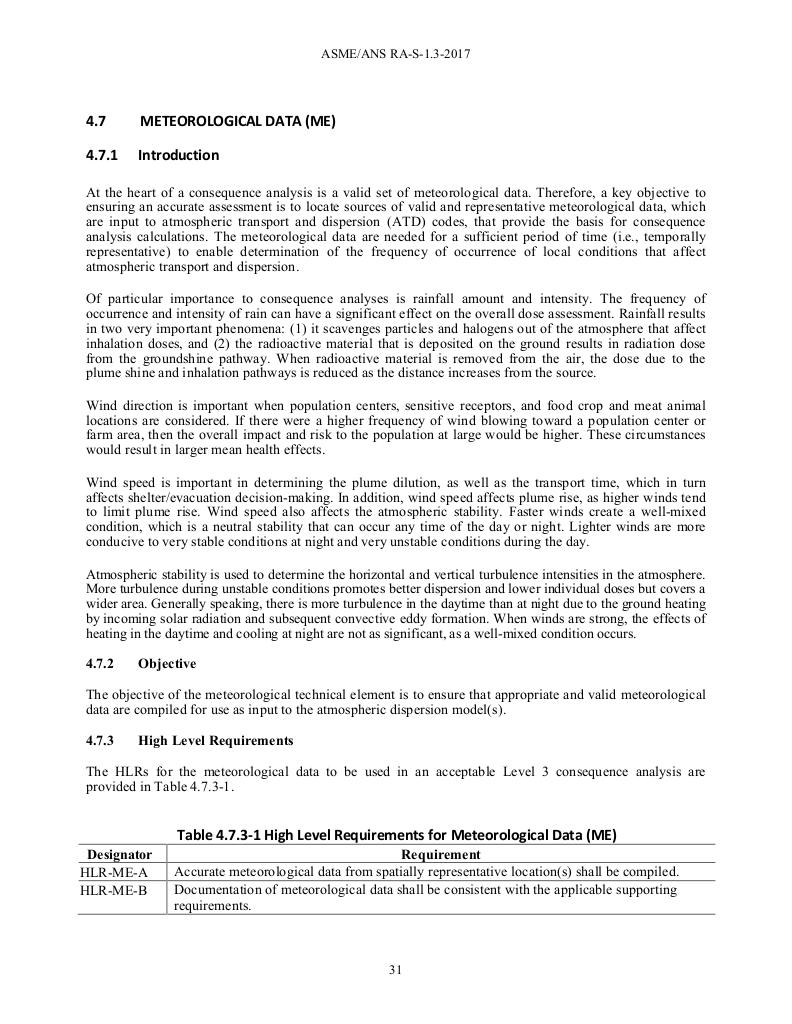 ASME/ANS RA-S-1.3-2017
4.7 METEOROLOGICAL DATA (ME)
4.7.1 Introduction
At the heart of a consequence analysis is a valid set of meteorological data. Therefore, a key objective to
ensuring an accurate assessment is to locate sources of valid and representative meteorological data, which
are input to atmospheric transport and dispersion (ATD) codes, that provide the basis for consequence
analysis calculations. The meteorological data are needed for a sufficient period of time (i.e., temporally
representative) to enable determination of the frequency of occurrence of local conditions that affect
atmospheric transport and dispersion.
Of particular importance to consequence analyses is rainfall amount and intensity. The frequency of
occurrence and intensity of rain can have a significant effect on the overall dose assessment. Rainfall results
in two very important phenomena: (1) it scavenges particles and halogens out of the atmosphere that affect
inhalation doses, and (2) the radioactive material that is deposited on the ground results in radiation dose
from the groundshine pathway. When radioactive material is removed from the air, the dose due to the
plume shine and inhalation pathways is reduced as the distance increases from the source.
Wind direction is important when population centers, sensitive receptors, and food crop and meat animal
locations are considered. If there were a higher frequency of wind blowing toward a population center or
farm area, then the overall impact and risk to the population at large would be higher. These circumstances
would result in larger mean health effects.
Wind speed is important in determining the plume dilution, as well as the transport time, which in turn
affects shelter/evacuation decision-making. In addition, wind speed affects plume rise, as higher winds tend
to limit plume rise. Wind speed also affects the atmospheric stability. Faster winds create a well-mixed
condition, which is a neutral stability that can occur any time of the day or night. Lighter winds are more
conducive to very stable conditions at night and very unstable conditions during the day.
Atmospheric stability is used to determine the horizontal and vertical turbulence intensities in the atmosphere.
More turbulence during unstable conditions promotes better dispersion and lower individual doses but covers a
wider area. Generally speaking, there is more turbulence in the daytime than at night due to the ground heating
by incoming solar radiation and subsequent convective eddy formation. When winds are strong, the effects of
heating in the daytime and cooling at night are not as significant, as a well-mixed condition occurs.
4.7.2 Objective
The objective of the meteorological technical element is to ensure that appropriate and valid meteorological
data are compiled for use as input to the atmospheric dispersion model(s).
4.7.3 High Level Requirements
The HLRs for the meteorological data to be used in an acceptable Level 3 consequence analysis are
provided in Table 4.7.3-1.
Table 4.7.3-1 High Level Requirements for Meteorological Data (ME)
Designator Requirement
HLR-ME-A Accurate meteorological data from spatially representative location(s) shall be compiled.
HLR-ME-B Documentation of meteorological data shall be consistent with the applicable supporting
requirements.
31